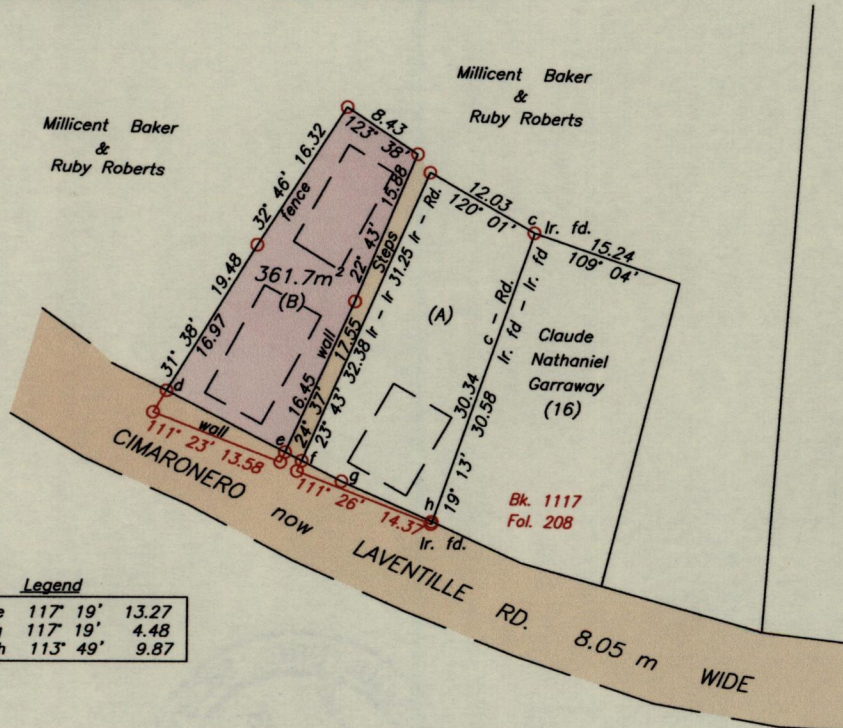 Millicent Baker
&
Ruby Roberts
Millicent Baker
&
Ruby Roberts
8.43
123° 38'
32° 46' 16.32
fence
19.48
31° 38'
16.97
361.7m²
(B)
15.88
22° 43'
Steps
wall
17.55
16.45
24° 37'
Ir - Ir 31.25 Ir - Rd.
23° 43' 32.38
12.03
120° 01'
c Ir. fd.
15.24
109° 04'
(A)
c - Rd.
Ir. fd - Ir. fd
30.34
30.58
19° 13'
Claude
Nathaniel
Garraway
(16)
d
wall
e
f
g
h
111° 23' 13.58
111° 26' 14.37
Ir. fd.
Bk. 1117
Fol. 208
CIMARONERO now LAVENTILLE RD. 8.05 m WIDE
Legend
e 117° 19' 13.27
117° 19' 4.48
h 113° 49' 9.87